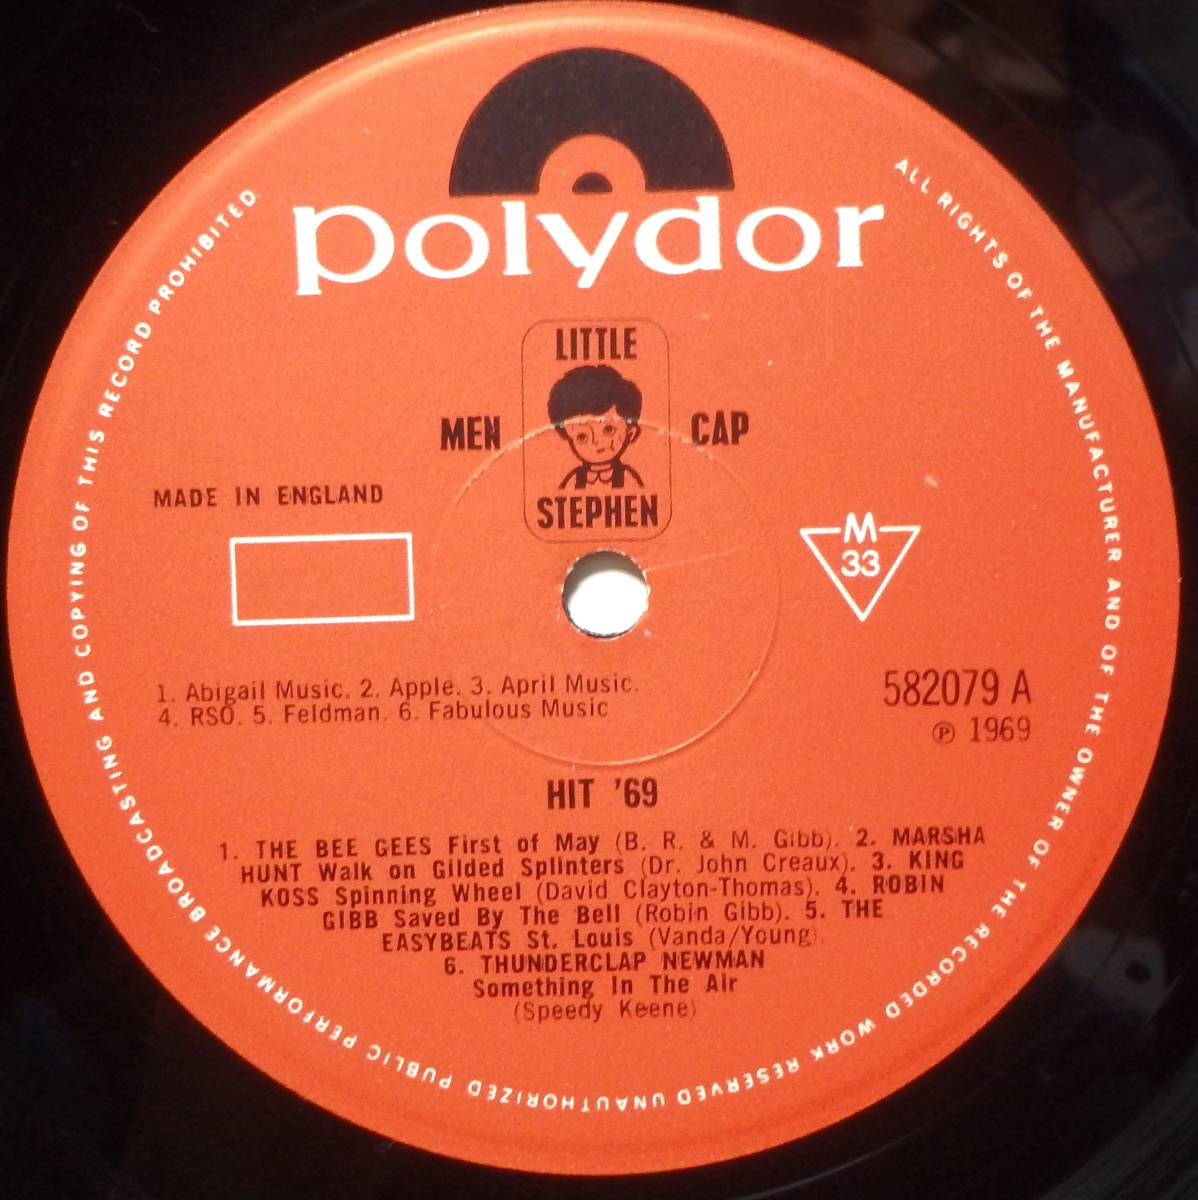 polydor
LITTLE
MEN CAP
STEPHEN
MADE IN ENGLAND
M
33
1. Abigail Music. 2. Apple. 3. April Music.
4. RSO. 5. Feldman. 6. Fabulous Music
582079 A
℗ 1969
HIT '69
1. THE BEE GEES First of May (B. R. & M. Gibb). 2. MARSHA
HUNT Walk on Gilded Splinters (Dr. John Creaux). 3. KING
KOSS Spinning Wheel (David Clayton-Thomas). 4. ROBIN
GIBB Saved By The Bell (Robin Gibb). 5. THE
EASYBEATS St. Louis (Vanda/Young).
6. THUNDERCLAP NEWMAN
Something In The Air
(Speedy Keene)
ALL RIGHTS OF THE MANUFACTURER AND OF THE OWNER OF THE RECORDED WORK RESERVED UNAUTHORIZED PUBLIC PERFORMANCE BROADCASTING AND COPYING OF THIS RECORD PROHIBITED